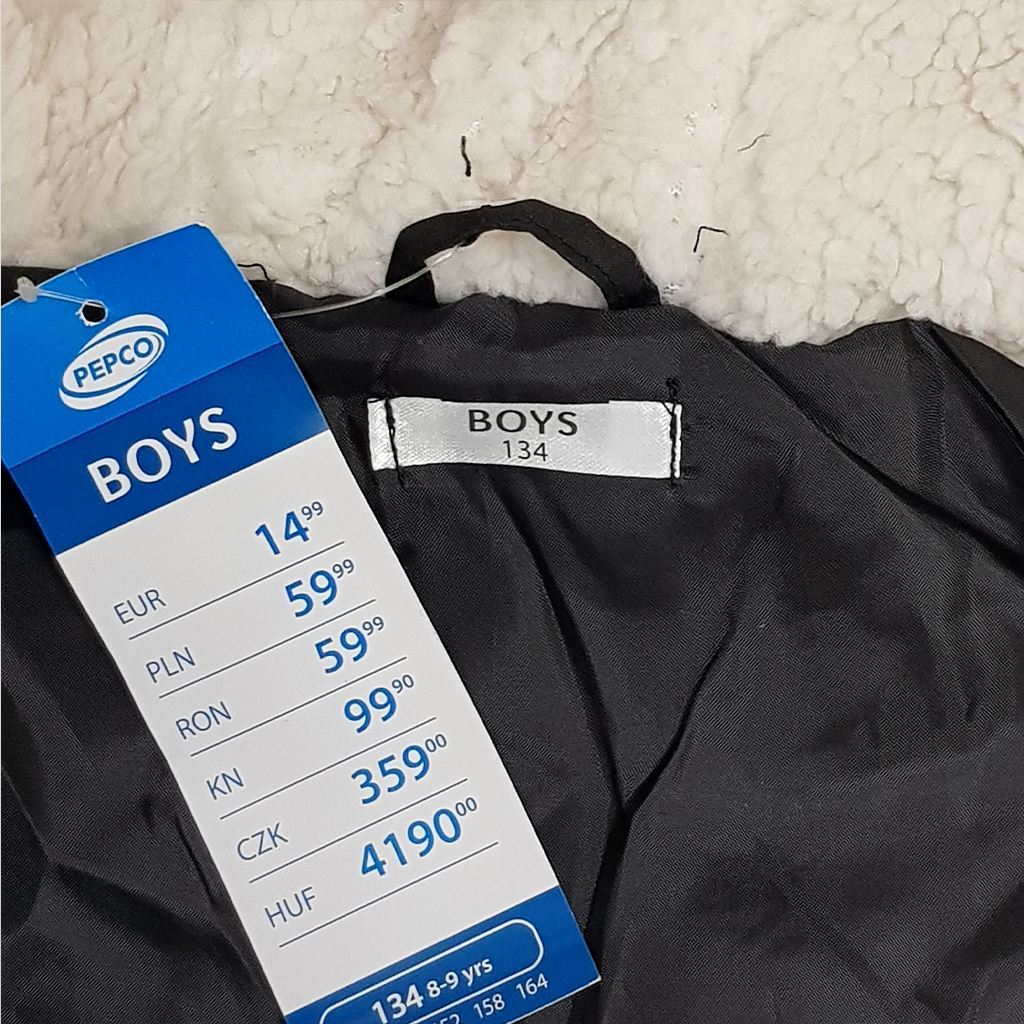 PEPCO
BOYS
EUR 14⁹⁹
PLN 59⁹⁹
RON 59⁹⁹
KN 99⁹⁰
CZK 359⁰⁰
HUF 4190⁰⁰
134 8-9 yrs
158 164
BOYS
134